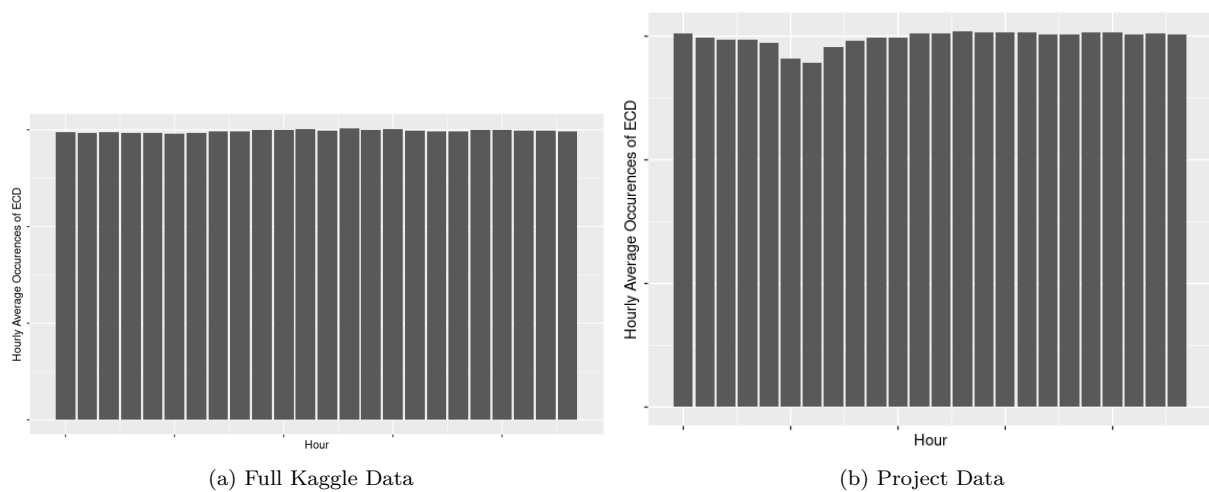 Hourly Average Occurences of ECD
Hour
(a) Full Kaggle Data
Hourly Average Occurences of ECD
Hour
(b) Project Data